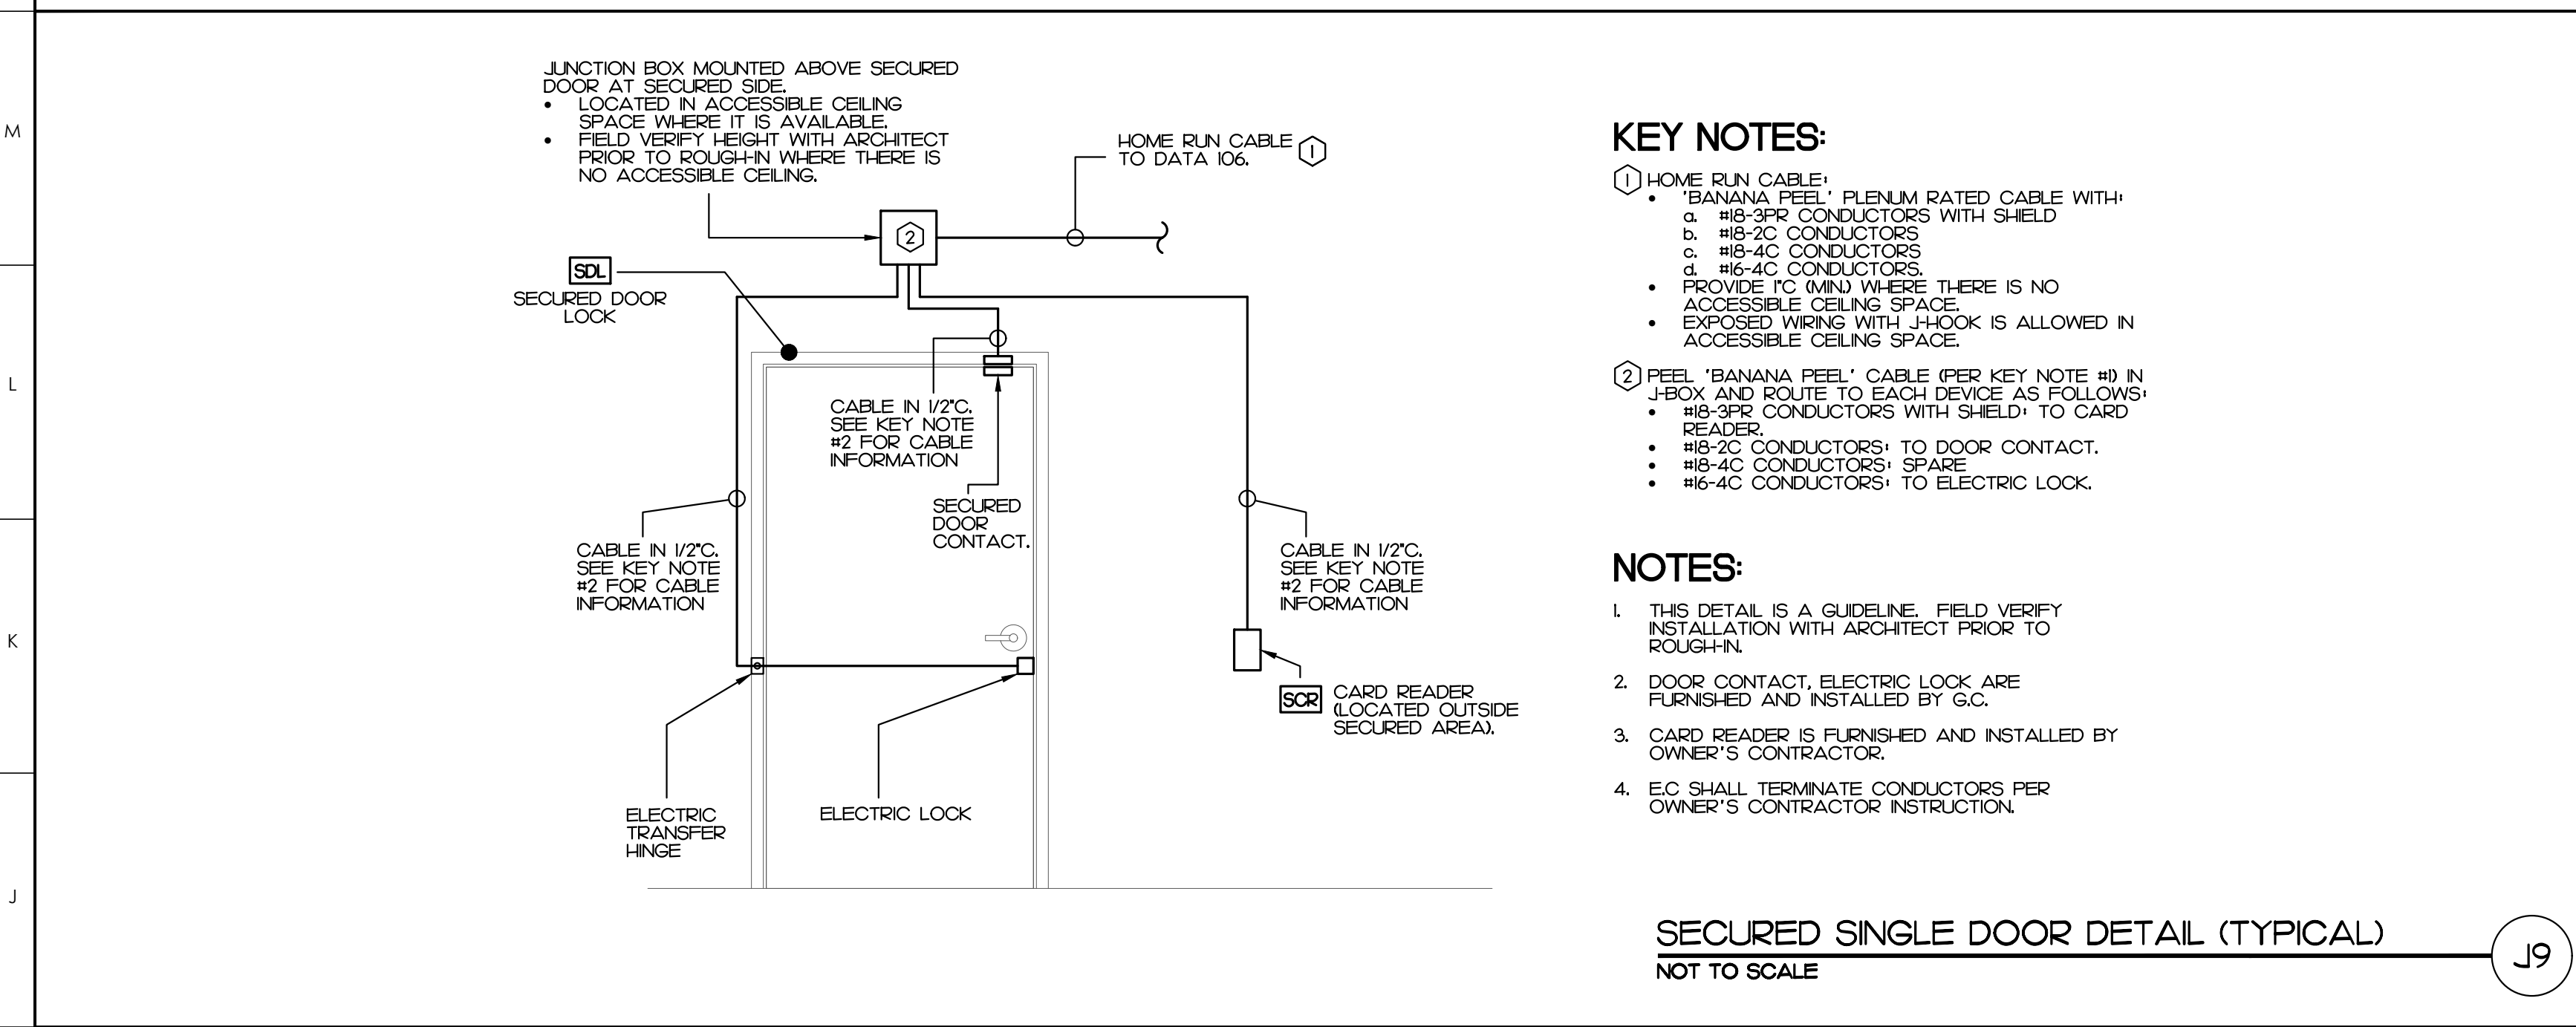 M
L
K
J
JUNCTION BOX MOUNTED ABOVE SECURED
DOOR AT SECURED SIDE.
• LOCATED IN ACCESSIBLE CEILING
SPACE WHERE IT IS AVAILABLE.
• FIELD VERIFY HEIGHT WITH ARCHITECT
PRIOR TO ROUGH-IN WHERE THERE IS
NO ACCESSIBLE CEILING.
HOME RUN CABLE 1
TO DATA 106.
2
SDL
SECURED DOOR
LOCK
CABLE IN 1/2"C.
SEE KEY NOTE
#2 FOR CABLE
INFORMATION
SECURED
DOOR
CONTACT.
CABLE IN 1/2"C.
SEE KEY NOTE
#2 FOR CABLE
INFORMATION
CABLE IN 1/2"C.
SEE KEY NOTE
#2 FOR CABLE
INFORMATION
SCR
CARD READER
(LOCATED OUTSIDE
SECURED AREA).
ELECTRIC
TRANSFER
HINGE
ELECTRIC LOCK
KEY NOTES:
1 HOME RUN CABLE:
• 'BANANA PEEL' PLENUM RATED CABLE WITH:
a. #18-3PR CONDUCTORS WITH SHIELD
b. #18-2C CONDUCTORS
c. #18-4C CONDUCTORS
d. #16-4C CONDUCTORS.
• PROVIDE 1"C (MIN.) WHERE THERE IS NO
ACCESSIBLE CEILING SPACE.
• EXPOSED WIRING WITH J-HOOK IS ALLOWED IN
ACCESSIBLE CEILING SPACE.
2 PEEL 'BANANA PEEL' CABLE (PER KEY NOTE #1) IN
J-BOX AND ROUTE TO EACH DEVICE AS FOLLOWS:
• #18-3PR CONDUCTORS WITH SHIELD: TO CARD
READER.
• #18-2C CONDUCTORS: TO DOOR CONTACT.
• #18-4C CONDUCTORS: SPARE
• #16-4C CONDUCTORS: TO ELECTRIC LOCK.
NOTES:
1. THIS DETAIL IS A GUIDELINE. FIELD VERIFY
INSTALLATION WITH ARCHITECT PRIOR TO
ROUGH-IN.
2. DOOR CONTACT, ELECTRIC LOCK ARE
FURNISHED AND INSTALLED BY G.C.
3. CARD READER IS FURNISHED AND INSTALLED BY
OWNER'S CONTRACTOR.
4. E.C SHALL TERMINATE CONDUCTORS PER
OWNER'S CONTRACTOR INSTRUCTION.
SECURED SINGLE DOOR DETAIL (TYPICAL)
NOT TO SCALE
J9